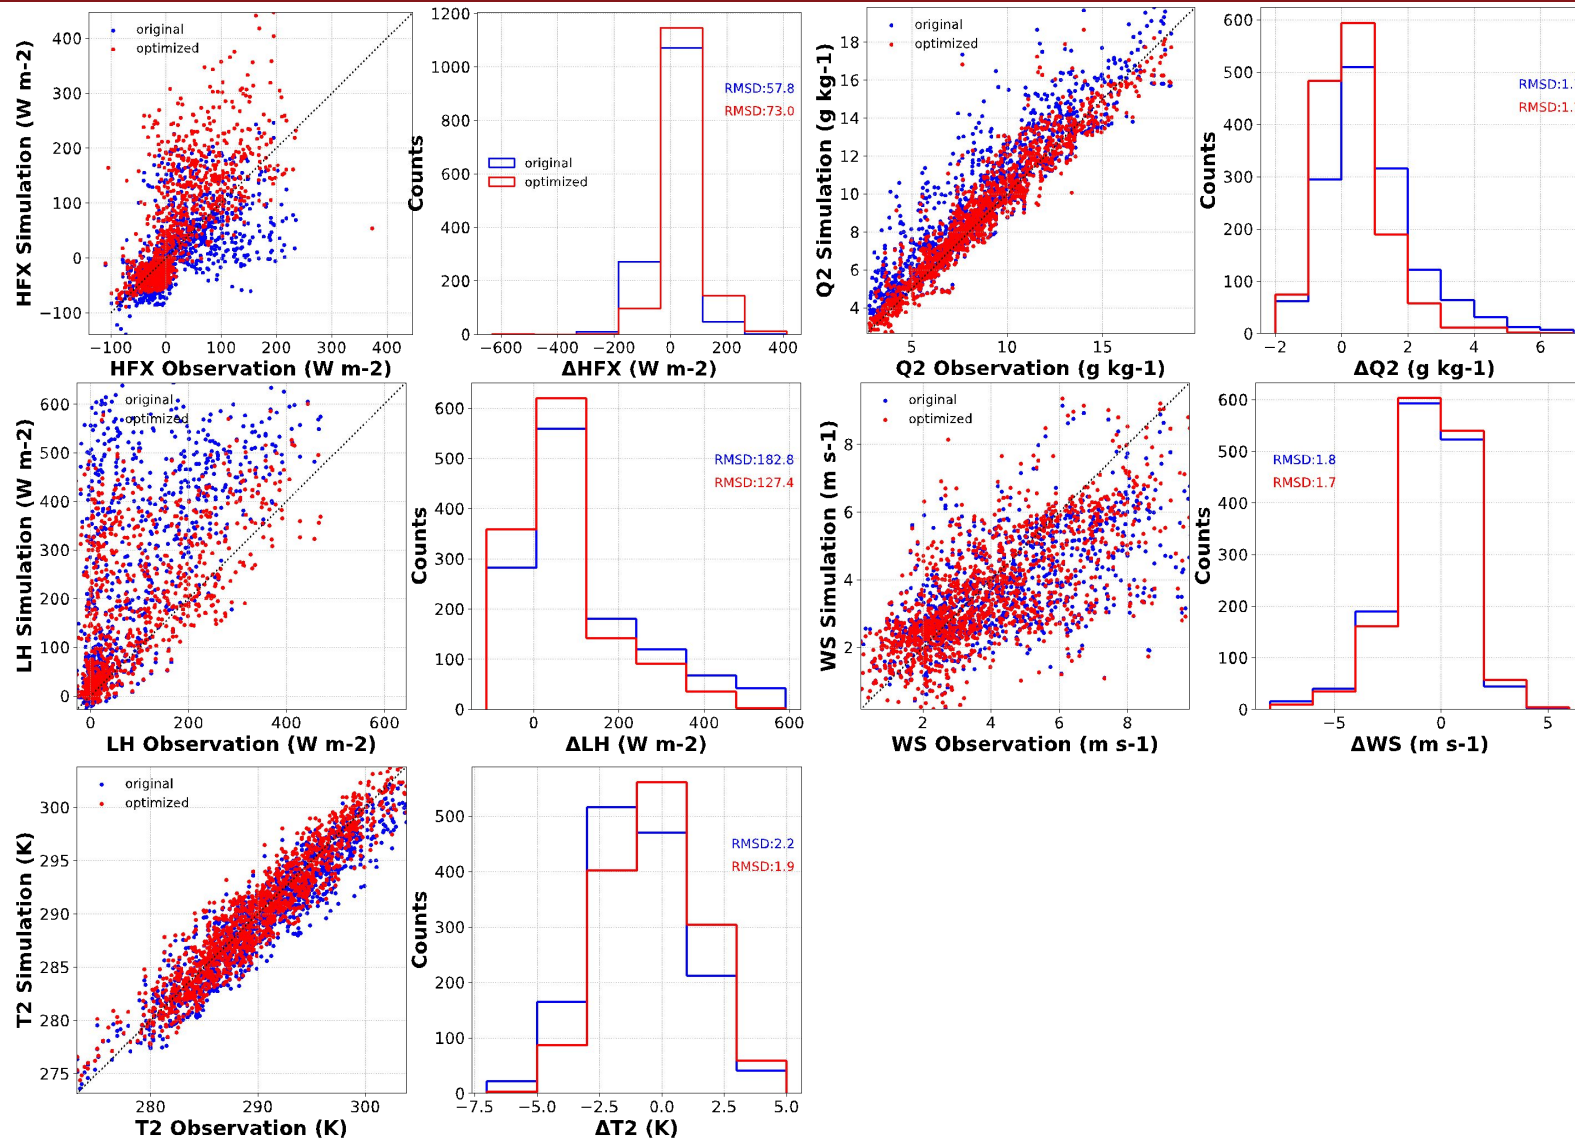 original
optimized
HFX Simulation (W m-2)
400
300
200
100
0
−100
−100 0 100 200 300 400
HFX Observation (W m-2)
Counts
1200
1000
800
600
400
200
0
RMSD:57.8
RMSD:73.0
original
optimized
−600 −400 −200 0 200 400
ΔHFX (W m-2)
original
optimized
Q2 Simulation (g kg-1)
18
16
14
12
10
8
6
4
5 10 15
Q2 Observation (g kg-1)
Counts
600
500
400
300
200
100
0
RMSD:1.
RMSD:1.
−2 0 2 4 6
ΔQ2 (g kg-1)
original
optimized
LH Simulation (W m-2)
600
500
400
300
200
100
0
0 200 400 600
LH Observation (W m-2)
Counts
600
500
400
300
200
100
0
RMSD:182.8
RMSD:127.4
0 200 400 600
ΔLH (W m-2)
original
optimized
WS Simulation (m s-1)
8
6
4
2
2 4 6 8
WS Observation (m s-1)
Counts
600
500
400
300
200
100
0
RMSD:1.8
RMSD:1.7
−5 0 5
ΔWS (m s-1)
original
optimized
T2 Simulation (K)
300
295
290
285
280
275
280 290 300
T2 Observation (K)
Counts
500
400
300
200
100
0
RMSD:2.2
RMSD:1.9
−7.5 −5.0 −2.5 0.0 2.5 5.0
ΔT2 (K)